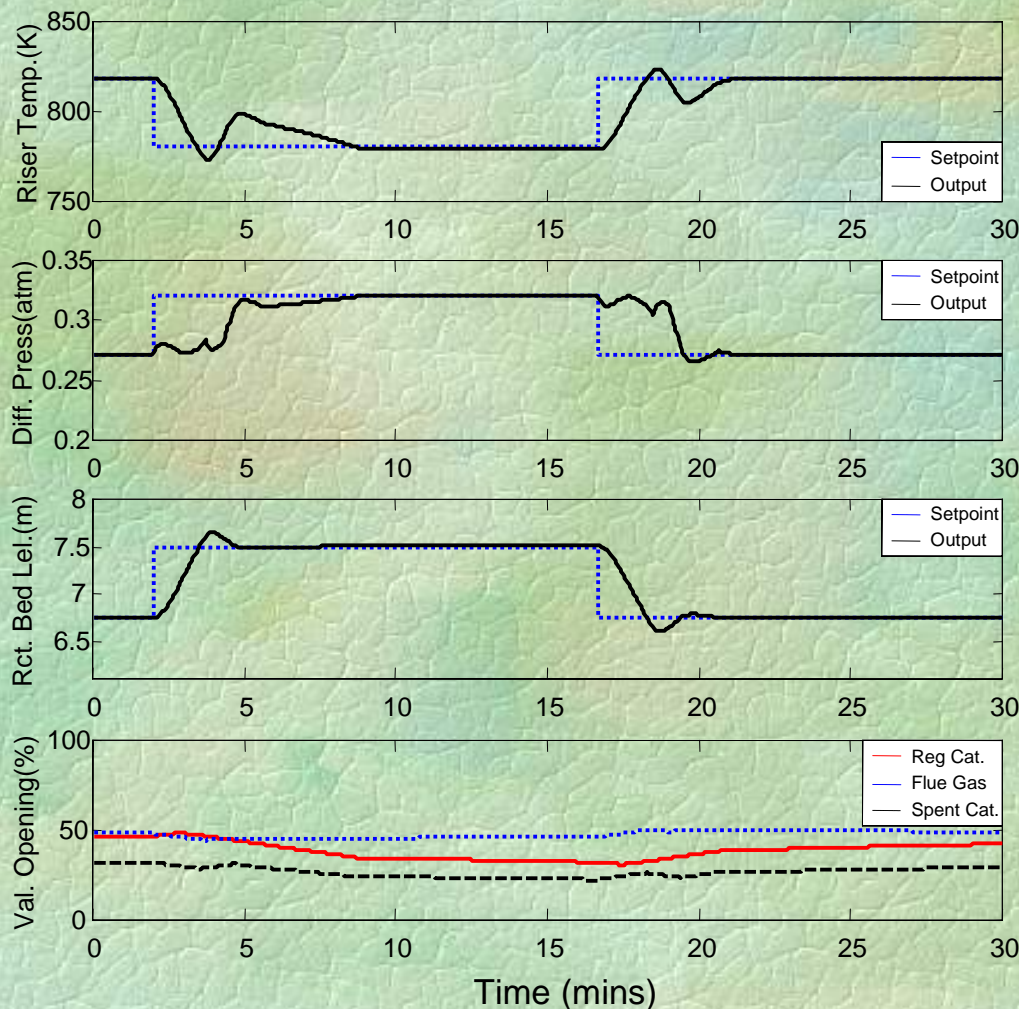 850
800
750
Riser Temp.(K)
Setpoint
Output
0 5 10 15 20 25 30
0.35
0.3
0.25
0.2
Diff. Press(atm)
Setpoint
Output
0 5 10 15 20 25 30
8
7.5
7
6.5
Rct. Bed Lel.(m)
Setpoint
Output
0 5 10 15 20 25 30
100
50
0
Val. Opening(%)
Reg Cat.
Flue Gas
Spent Cat.
0 5 10 15 20 25 30
Time (mins)